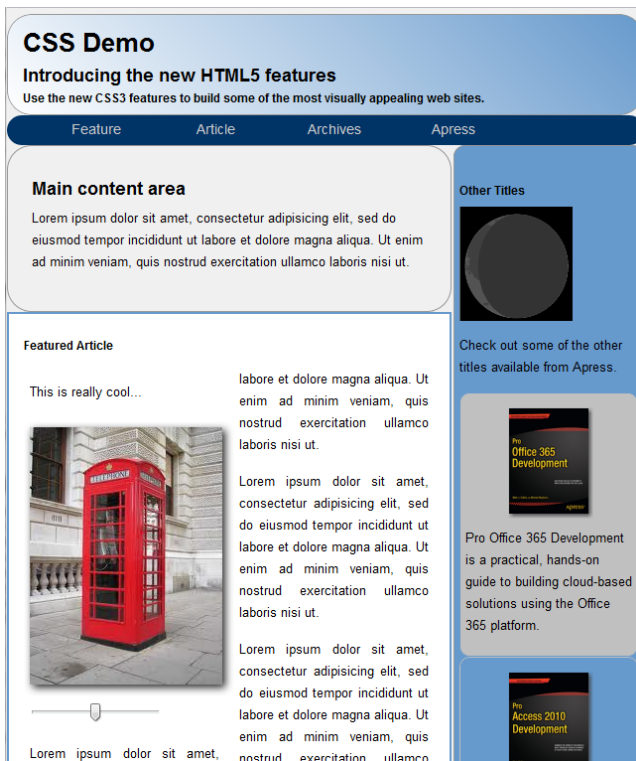 CSS Demo
Introducing the new HTML5 features
Use the new CSS3 features to build some of the most visually appealing web sites.
Feature Article Archives Apress
Main content area
Lorem ipsum dolor sit amet, consectetur adipisicing elit, sed do
eiusmod tempor incididunt ut labore et dolore magna aliqua. Ut enim
ad minim veniam, quis nostrud exercitation ullamco laboris nisi ut.
Featured Article
This is really cool...
TELEPHONE
Lorem ipsum dolor sit amet,
labore et dolore magna aliqua. Ut
enim ad minim veniam, quis
nostrud exercitation ullamco
laboris nisi ut.
Lorem ipsum dolor sit amet,
consectetur adipisicing elit, sed
do eiusmod tempor incididunt ut
labore et dolore magna aliqua. Ut
enim ad minim veniam, quis
nostrud exercitation ullamco
laboris nisi ut.
Lorem ipsum dolor sit amet,
consectetur adipisicing elit, sed
do eiusmod tempor incididunt ut
labore et dolore magna aliqua. Ut
enim ad minim veniam, quis
nostrud exercitation ullamco
Other Titles
Check out some of the other
titles available from Apress.
Pro
Office 365
Development
Apress
Pro Office 365 Development
is a practical, hands-on
guide to building cloud-based
solutions using the Office
365 platform.
Pro
Access 2010
Development